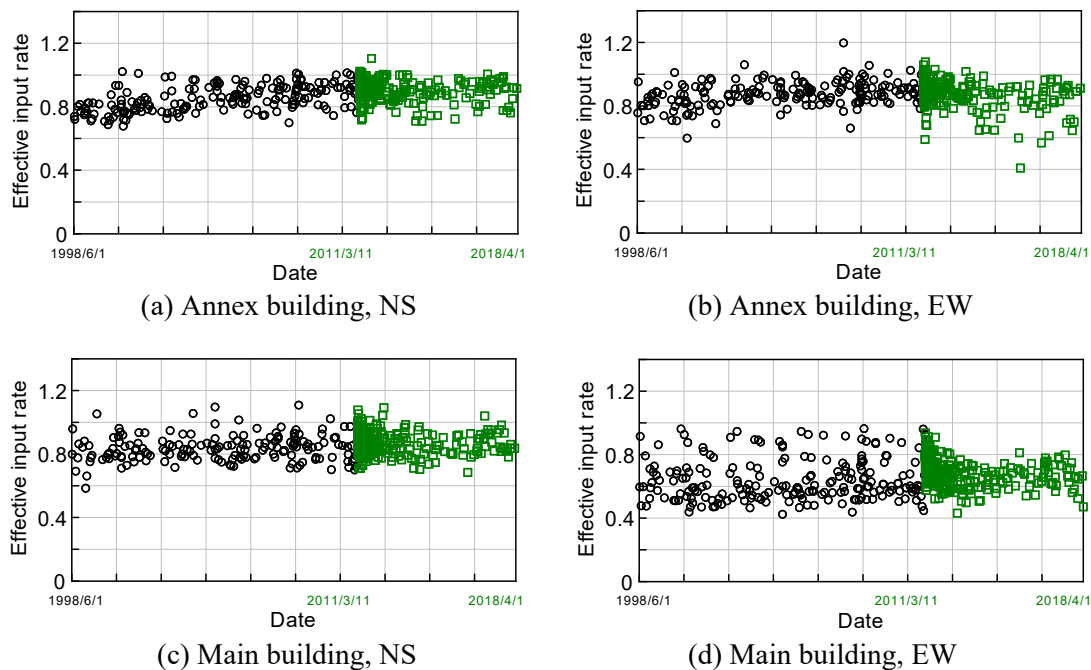 Effective input rate
1.2
0.8
0.4
0
1998/6/1
2011/3/11
2018/4/1
Date
(a) Annex building, NS
Effective input rate
1.2
0.8
0.4
0
1998/6/1
2011/3/11
2018/4/1
Date
(b) Annex building, EW
Effective input rate
1.2
0.8
0.4
0
1998/6/1
2011/3/11
2018/4/1
Date
(c) Main building, NS
Effective input rate
1.2
0.8
0.4
0
1998/6/1
2011/3/11
2018/4/1
Date
(d) Main building, EW